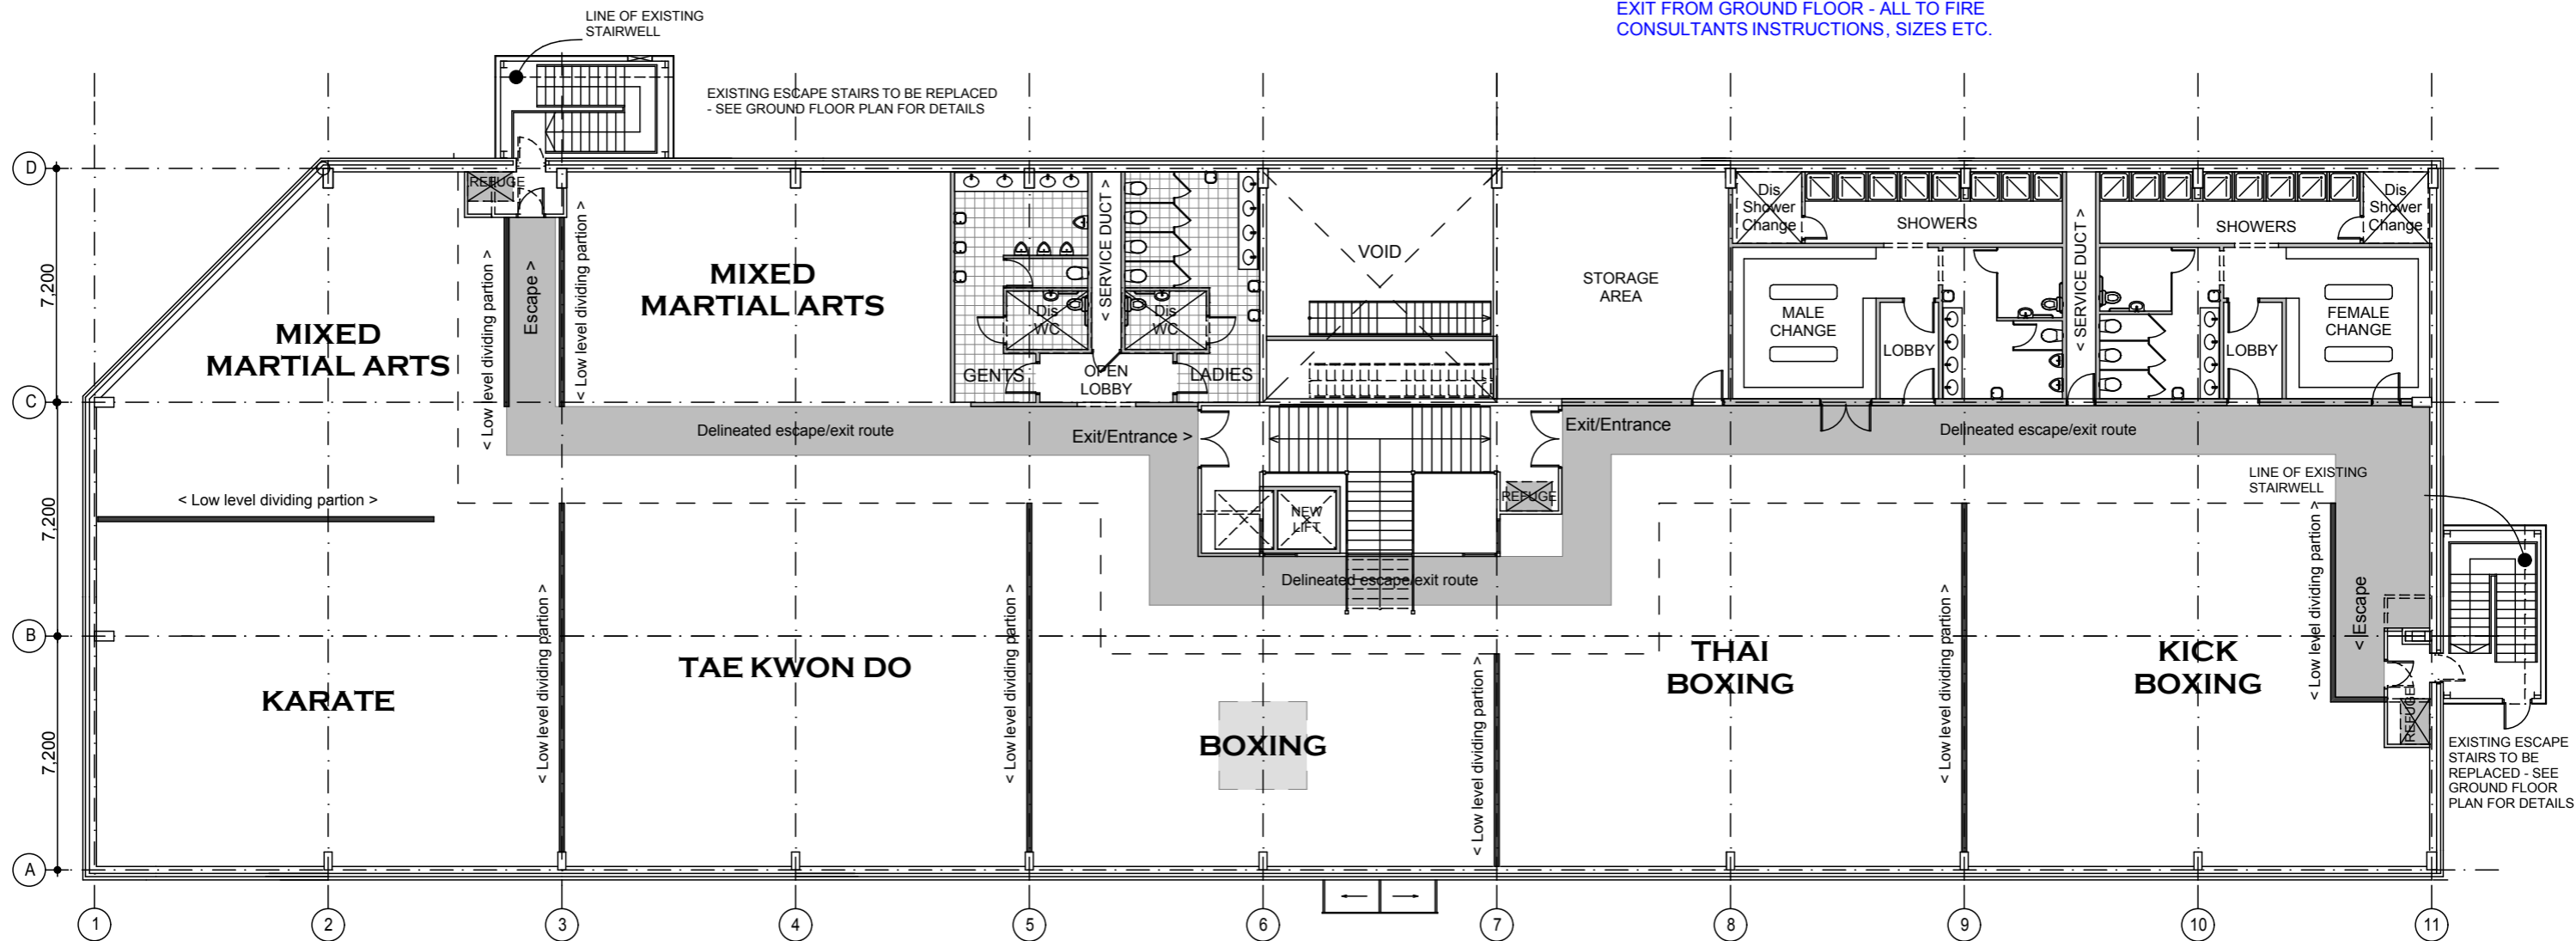 EXIT FROM GROUND FLOOR - ALL TO FIRE
CONSULTANTS INSTRUCTIONS, SIZES ETC.
LINE OF EXISTING
STAIRWELL
EXISTING ESCAPE STAIRS TO BE REPLACED
- SEE GROUND FLOOR PLAN FOR DETAILS
D
REFUGE
7,200
MIXED
MARTIAL ARTS
< Low level dividing partion >
Escape >
< Low level dividing partion >
MIXED
MARTIAL ARTS
Dis
WC
< SERVICE DUCT >
Dis
WC
GENTS
OPEN
LOBBY
LADIES
VOID
STORAGE
AREA
Dis
Shower
Change
SHOWERS
MALE
CHANGE
LOBBY
< SERVICE DUCT >
SHOWERS
Dis
Shower
Change
LOBBY
FEMALE
CHANGE
C
Delineated escape/exit route
Exit/Entrance >
Exit/Entrance
Delineated escape/exit route
7,200
< Low level dividing partion >
NEW
LIFT
REFUGE
LINE OF EXISTING
STAIRWELL
Delineated escape/exit route
B
7,200
KARATE
< Low level dividing partion >
TAE KWON DO
< Low level dividing partion >
BOXING
< Low level dividing partion >
THAI
BOXING
< Low level dividing partion >
KICK
BOXING
< Low level dividing partion >
< Escape
REFUGE
EXISTING ESCAPE
STAIRS TO BE
REPLACED - SEE
GROUND FLOOR
PLAN FOR DETAILS
A
1
2
3
4
5
6
7
8
9
10
11